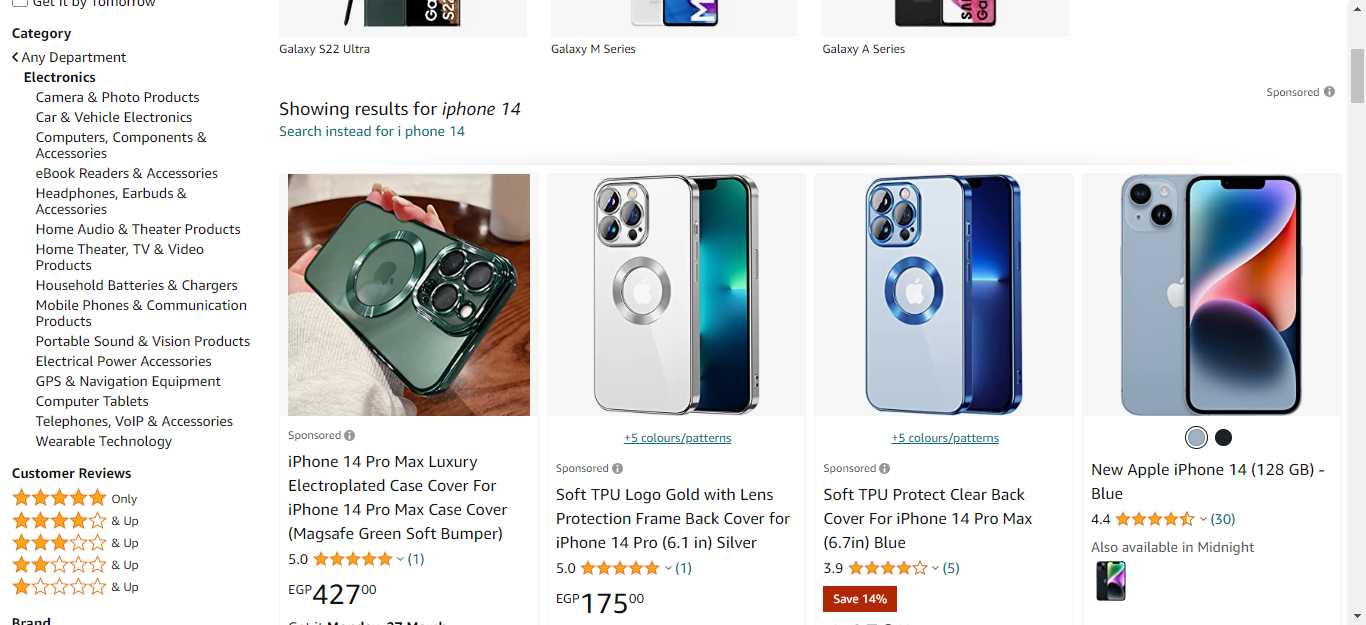 Get it by Tomorrow
Category
Any Department
Electronics
Camera & Photo Products
Car & Vehicle Electronics
Computers, Components &
Accessories
eBook Readers & Accessories
Headphones, Earbuds &
Accessories
Home Audio & Theater Products
Home Theater, TV & Video
Products
Household Batteries & Chargers
Mobile Phones & Communication
Products
Portable Sound & Vision Products
Electrical Power Accessories
GPS & Navigation Equipment
Computer Tablets
Telephones, VoIP & Accessories
Wearable Technology
Customer Reviews
Only
& Up
& Up
& Up
& Up
Brand
Galaxy S22 Ultra
Galaxy M Series
Galaxy A Series
Sponsored
Showing results for iphone 14
Search instead for i phone 14
Sponsored
iPhone 14 Pro Max Luxury
Electroplated Case Cover For
iPhone 14 Pro Max Case Cover
(Magsafe Green Soft Bumper)
5.0 (1)
EGP42700
Get it Monday, 27 March
+5 colours/patterns
Sponsored
Soft TPU Logo Gold with Lens
Protection Frame Back Cover for
iPhone 14 Pro (6.1 in) Silver
5.0 (1)
EGP17500
+5 colours/patterns
Sponsored
Soft TPU Protect Clear Back
Cover For iPhone 14 Pro Max
(6.7in) Blue
3.9 (5)
Save 14%
New Apple iPhone 14 (128 GB) -
Blue
4.4 (30)
Also available in Midnight